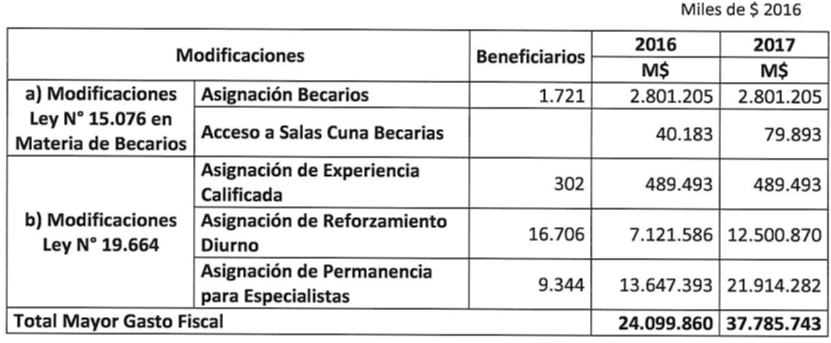 Miles de $ 2016
Modificaciones Beneficiarios 2016 2017
M$ M$
a) Modificaciones Ley N° 15.076 en Materia de Becarios
Asignación Becarios 1.721 2.801.205 2.801.205
Acceso a Salas Cuna Becarias 40.183 79.893
b) Modificaciones Ley N° 19.664
Asignación de Experiencia Calificada 302 489.493 489.493
Asignación de Reforzamiento Diurno 16.706 7.121.586 12.500.870
Asignación de Permanencia para Especialistas 9.344 13.647.393 21.914.282
Total Mayor Gasto Fiscal 24.099.860 37.785.743